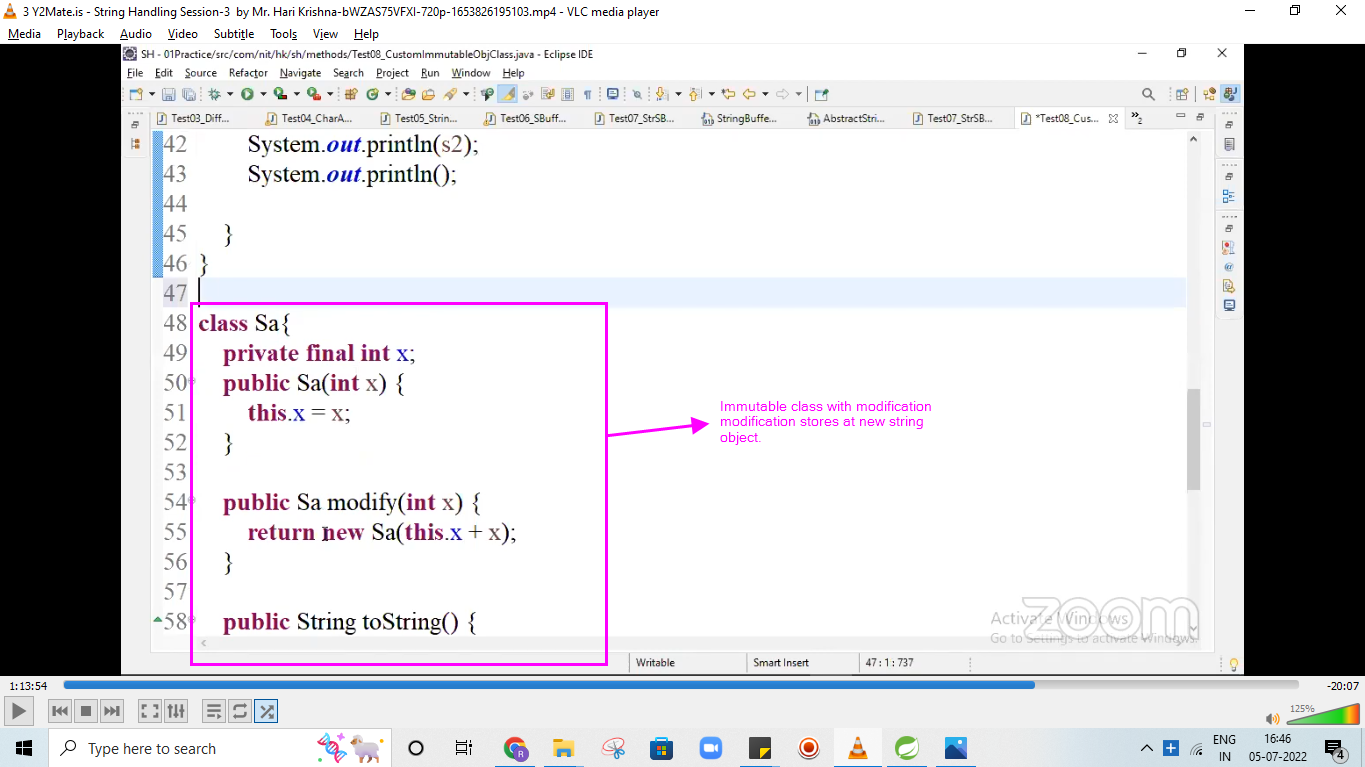 3 Y2Mate.is - String Handling Session-3 by Mr. Hari Krishna-bWZAS75VFXI-720p-1653826195103.mp4 - VLC media player
Media Playback Audio Video Subtitle Tools View Help
SH - 01Practice/src/com/nit/hk/sh/methods/Test08_CustomImmutableObjClass.java - Eclipse IDE
File Edit Source Refactor Navigate Search Project Run Window Help
Test03_Diff... Test04_CharA... Test05_Strin... Test06_SBuff... Test07_StrSB... StringBuffe... AbstractStri... Test07_StrSB... *Test08_Cus... »2
42 System.out.println(s2);
43 System.out.println();
44
45 }
46 }
47
48 class Sa{
49 private final int x;
50 public Sa(int x) {
51 this.x = x;
52 }
53
54 public Sa modify(int x) {
55 return new Sa(this.x + x);
56 }
57
58 public String toString() {
Immutable class with modification
modification stores at new string
object.
zoom
Activate Windows
Go to Settings to activate Windows.
Writable Smart Insert 47 : 1 : 737
1:13:54 -20:07
125%
Type here to search
R
ENG
IN
16:46
05-07-2022
4